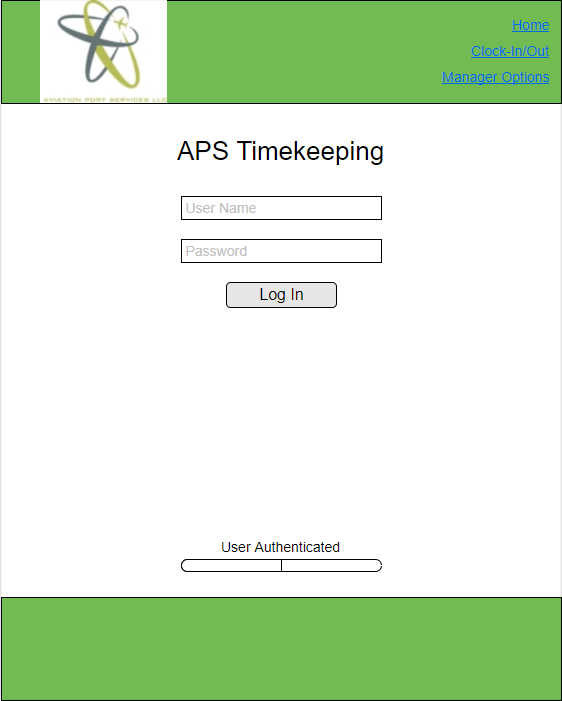 AVIATION PORT SERVICES LLC
Home
Clock-In/Out
Manager Options
APS Timekeeping
User Name
Password
Log In
User Authenticated